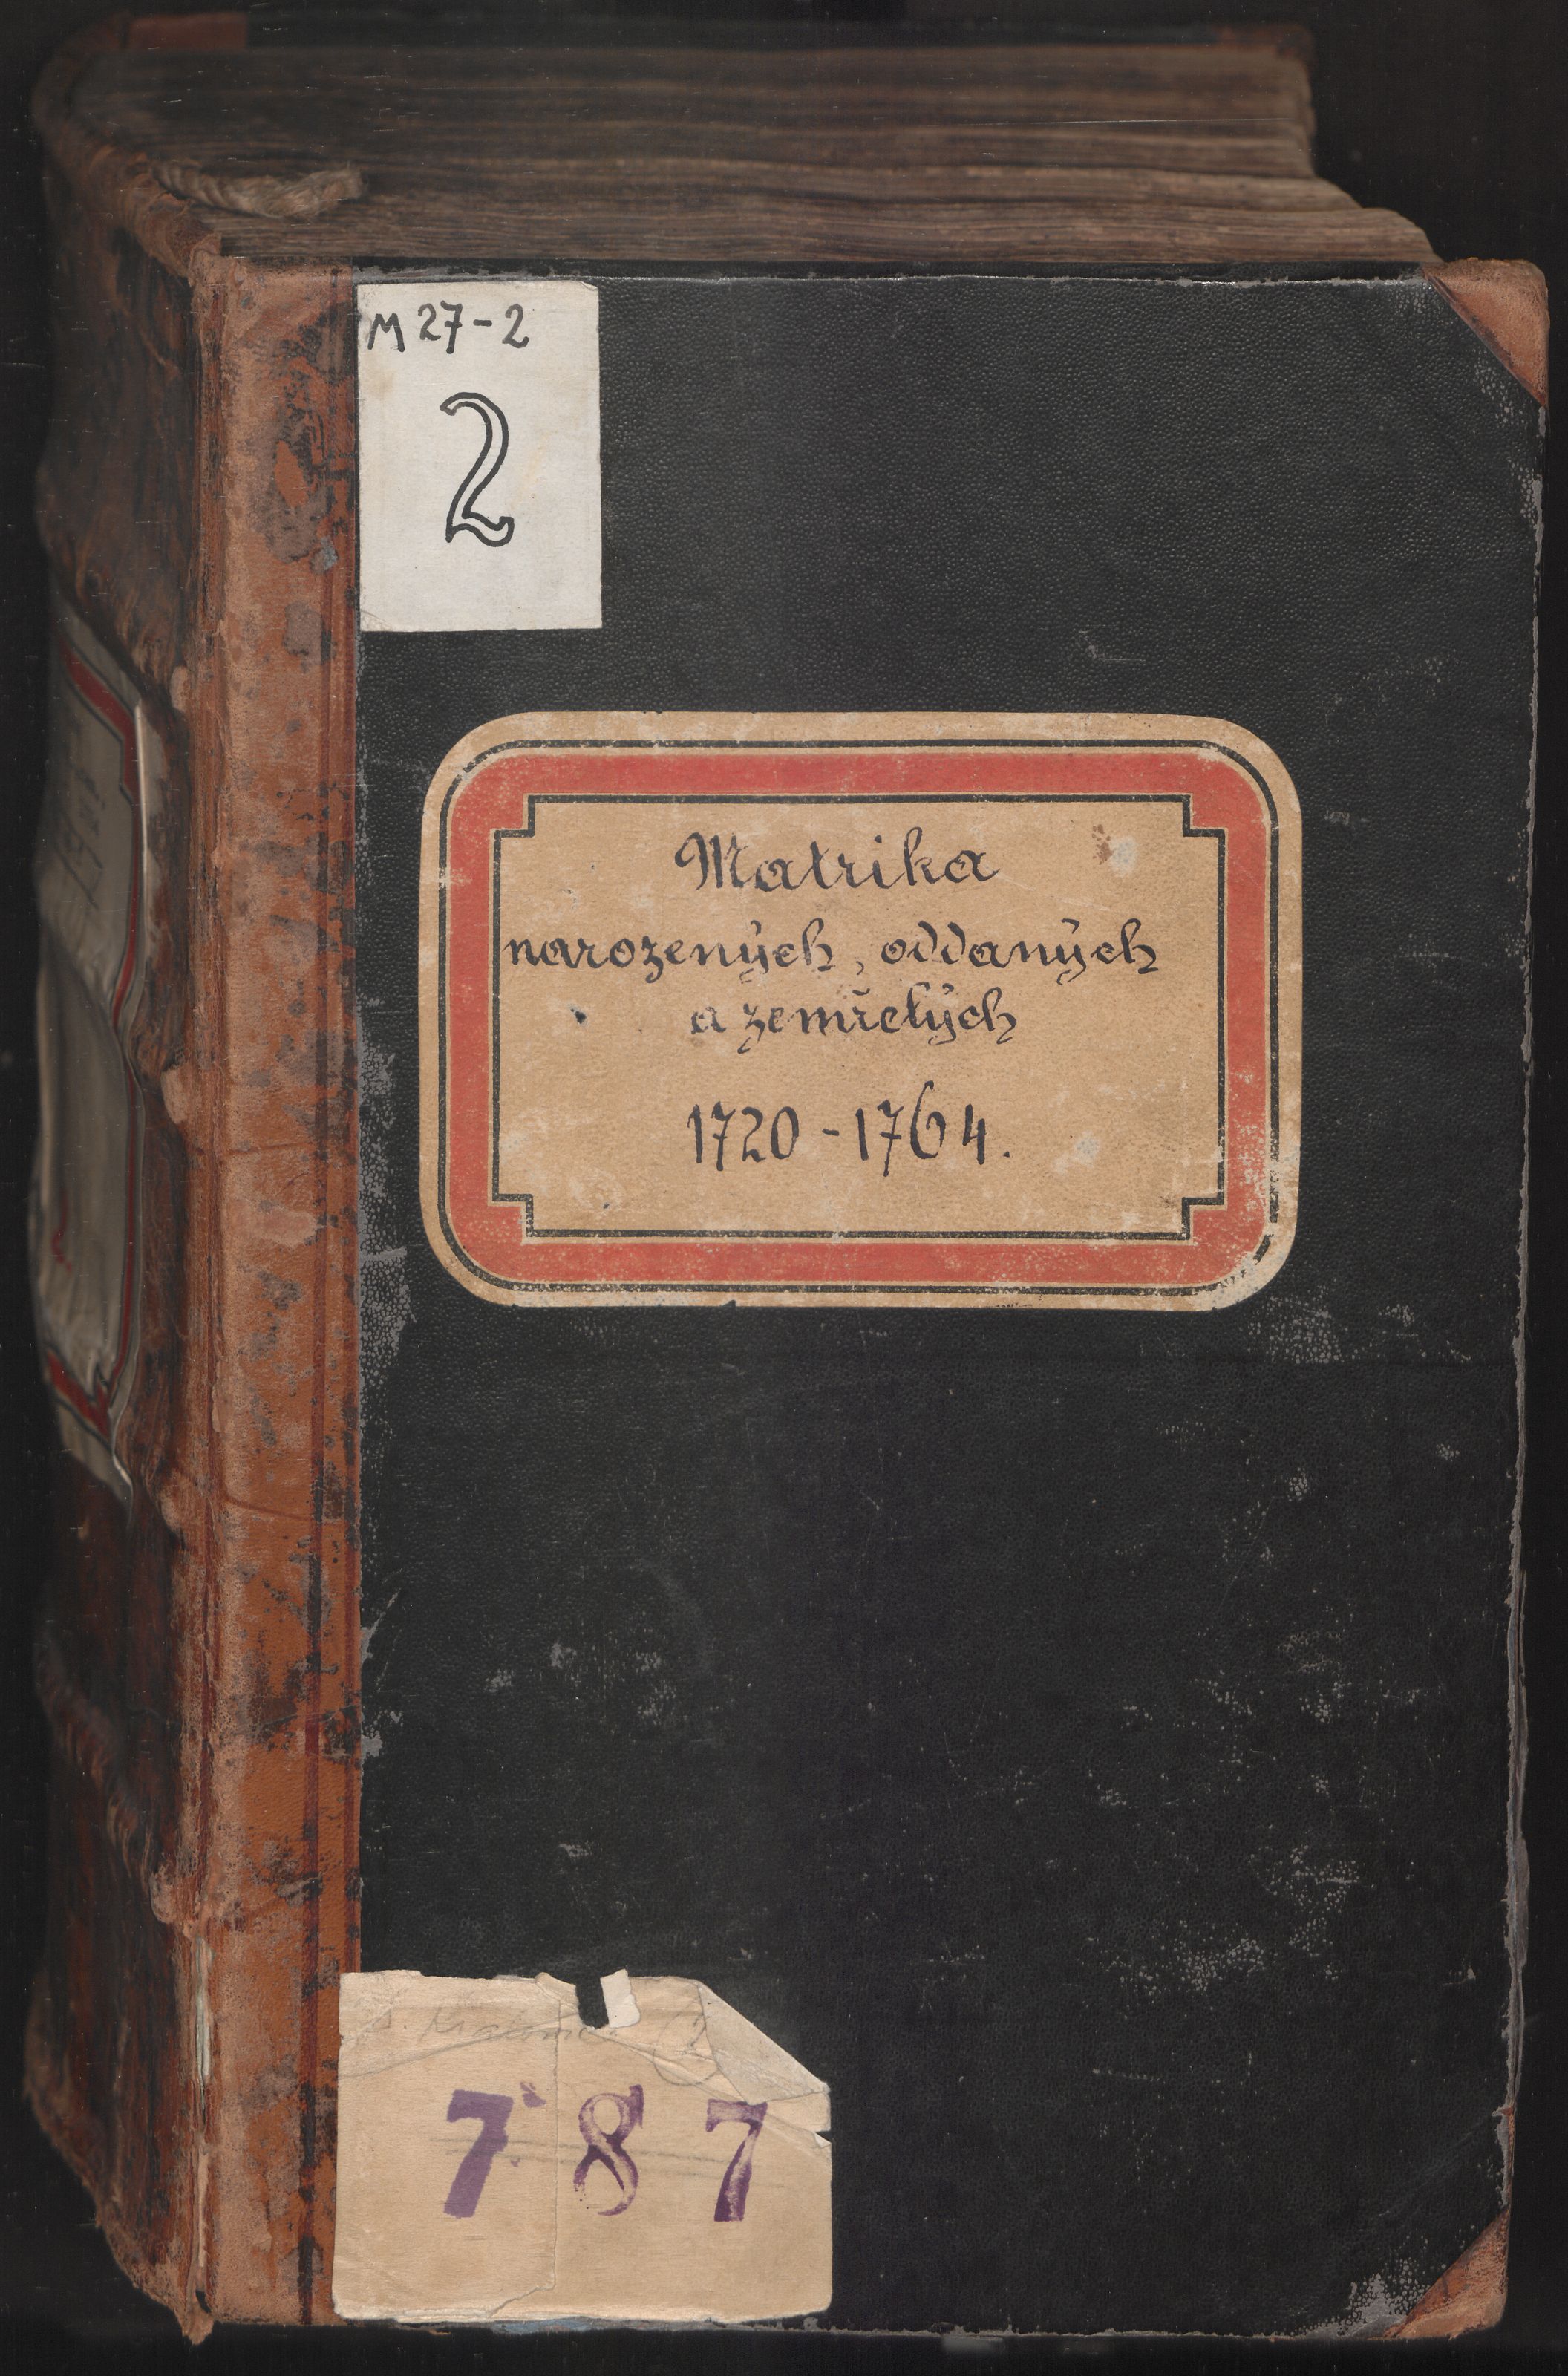 M 27-2
2
Matrika
narozených, oddaných
a zemřelých
1720-1764.
787